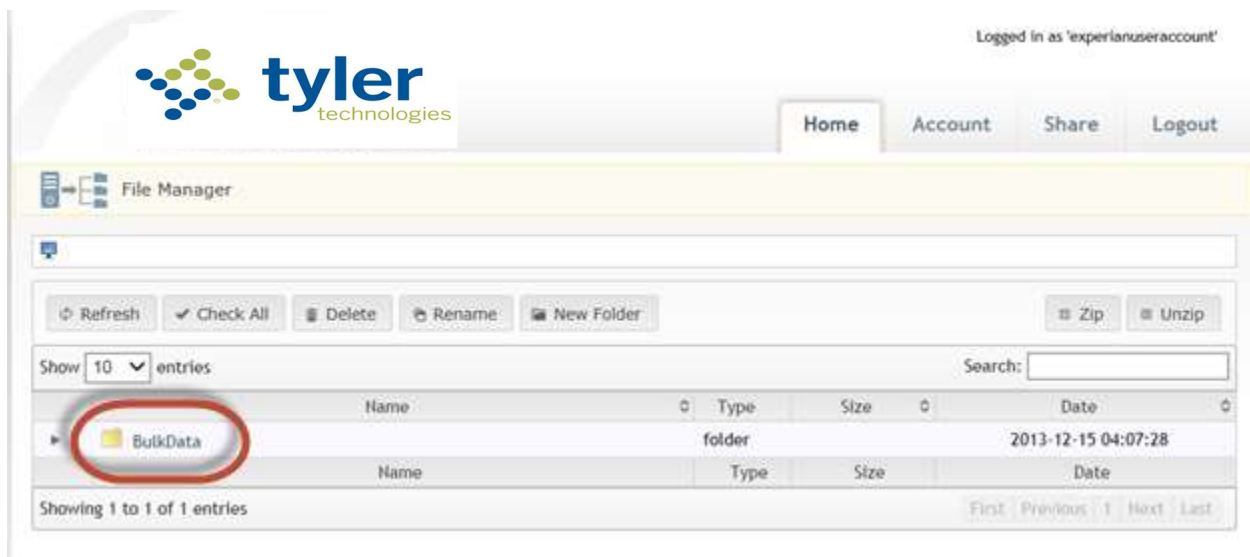 Logged in as 'experianuseraccount'
tyler
technologies
Home Account Share Logout
File Manager
Refresh Check All Delete Rename New Folder Zip Unzip
Show 10 entries Search:
Name Type Size Date
BulkData folder 2013-12-15 04:07:28
Name Type Size Date
Showing 1 to 1 of 1 entries First Previous 1 Next Last